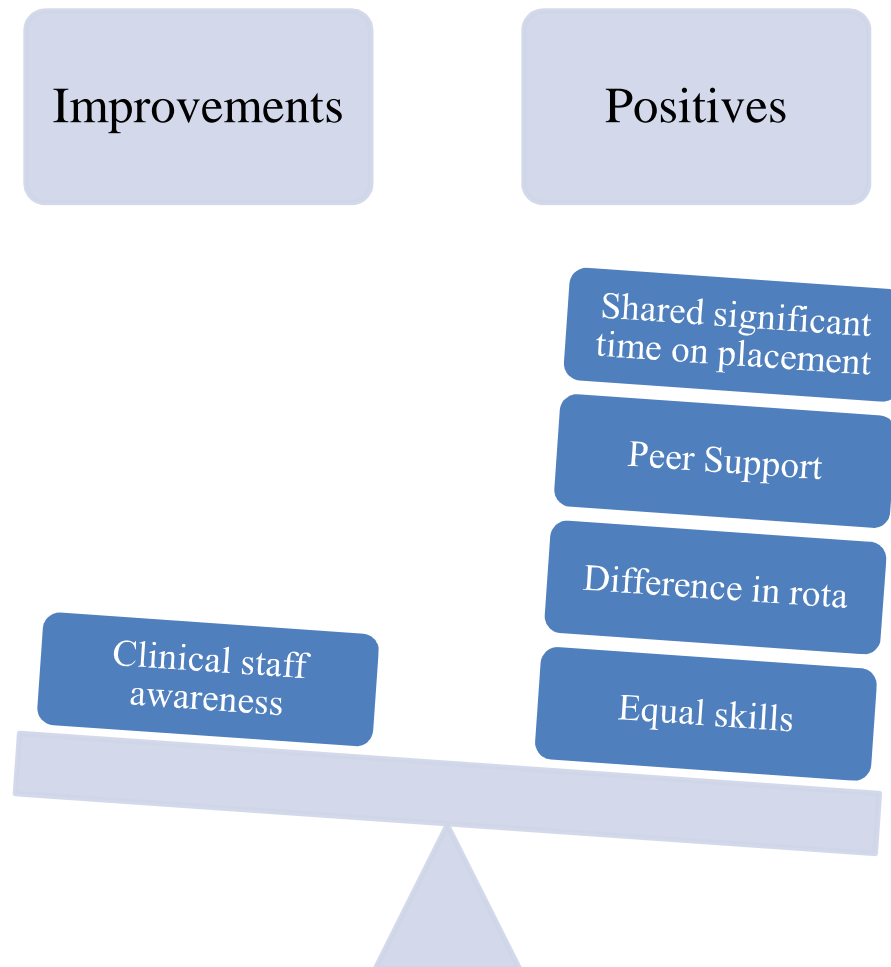 Improvements
Positives
Shared significant
time on placement
Peer Support
Difference in rota
Equal skills
Clinical staff
awareness